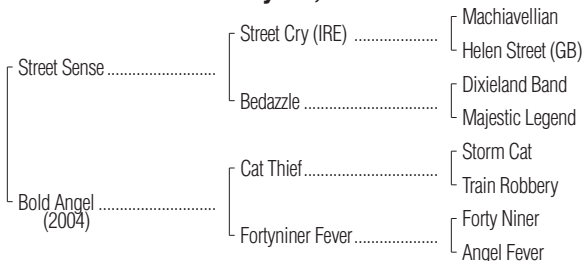 Machiavellian
Street Cry (IRE) ..................
Helen Street (GB)
Street Sense ........................
Dixieland Band
Bedazzle .............................
Majestic Legend
Storm Cat
Cat Thief.............................
Train Robbery
Bold Angel ..........................
(2004)
Forty Niner
Fortyniner Fever..................
Angel Fever